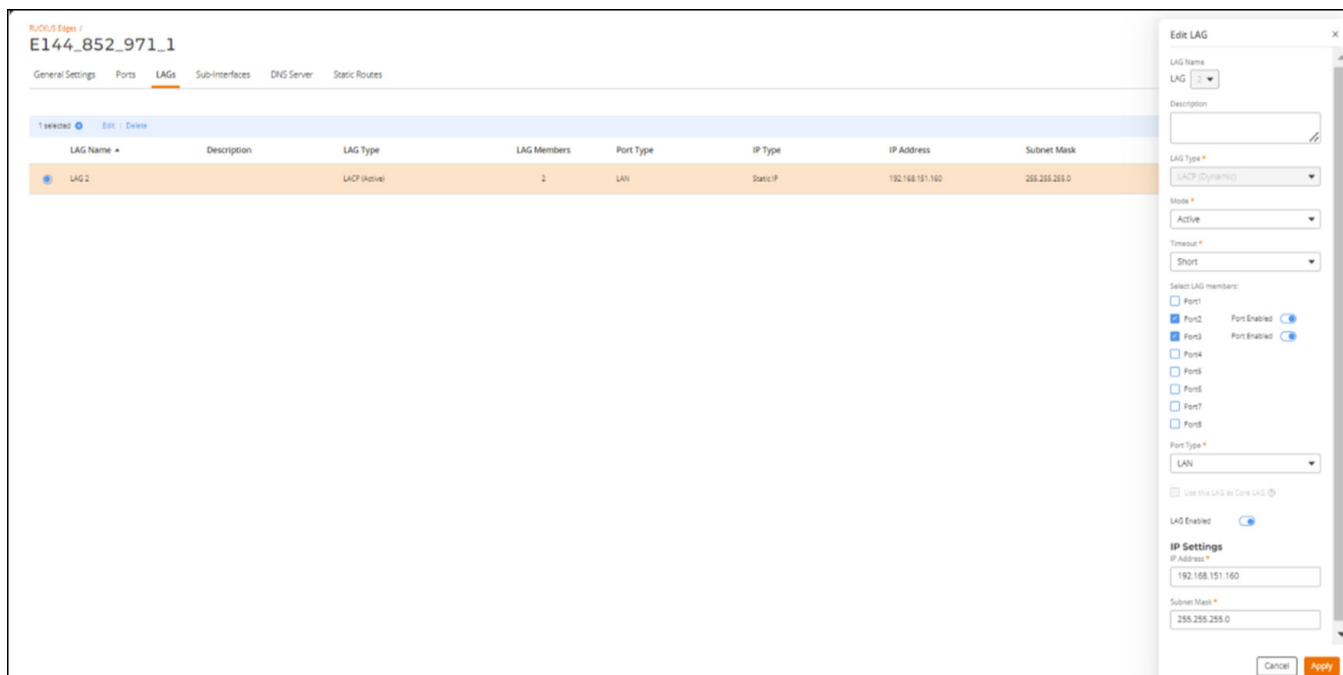 RUCKUS Edges /
E144_852_971_1
General Settings Ports LAGs Sub-Interfaces DNS Server Static Routes
1 selected Edit | Delete
LAG Name Description LAG Type LAG Members Port Type IP Type IP Address Subnet Mask
LAG 2 LACP (Active) 2 LAN Static IP 192.168.151.160 255.255.255.0
Edit LAG
LAG Name
LAG 2
Description
LAG Type *
LACP (Dynamic)
Mode *
Active
Timeout *
Short
Select LAG members:
Port1
Port2 Port Enabled
Port3 Port Enabled
Port4
Port5
Port6
Port7
Port8
Port Type *
LAN
Use this LAG as Core LAG
LAG Enabled
IP Settings
IP Address *
192.168.151.160
Subnet Mask *
255.255.255.0
Cancel Apply